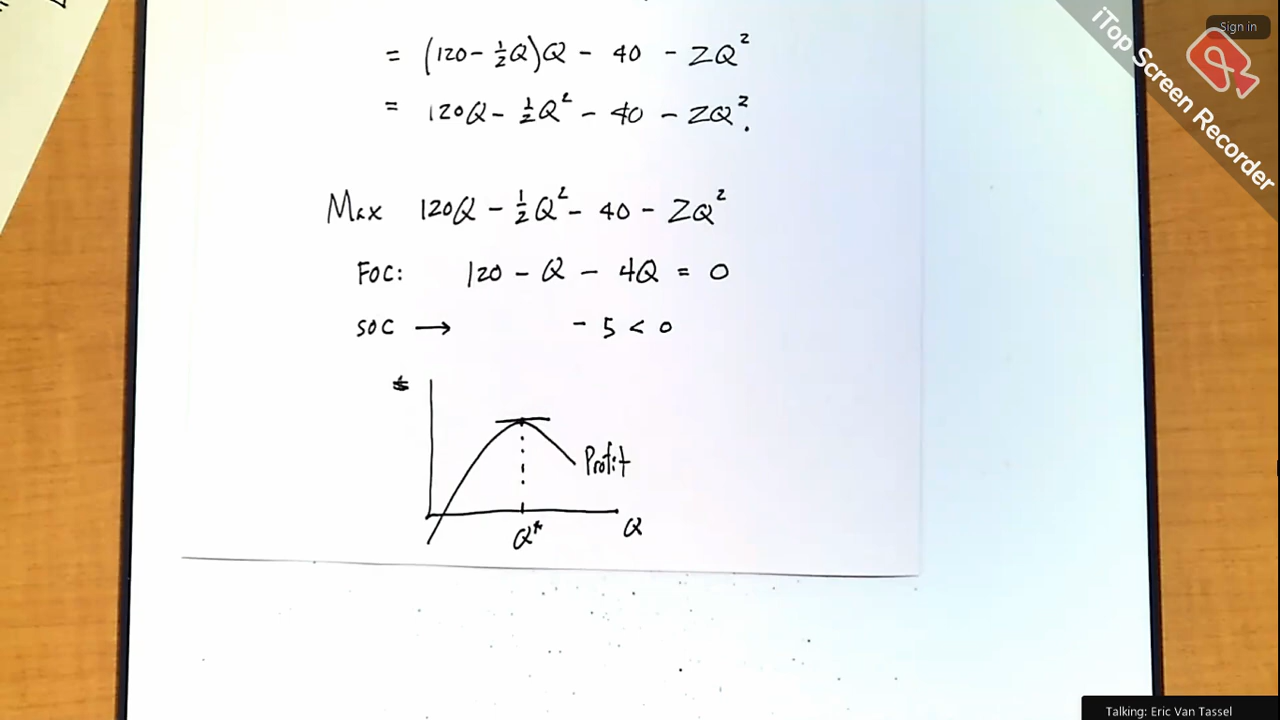 = (120 - ½Q)Q - 40 - 2Q²
= 120Q - ½Q² - 40 - 2Q².
Max 120Q - ½Q² - 40 - 2Q²
FOC: 120 - Q - 4Q = 0
SOC → - 5 < 0
$
Profit
Q* Q
iTop Screen Recorder
Sign in
Talking: Eric Van Tassel